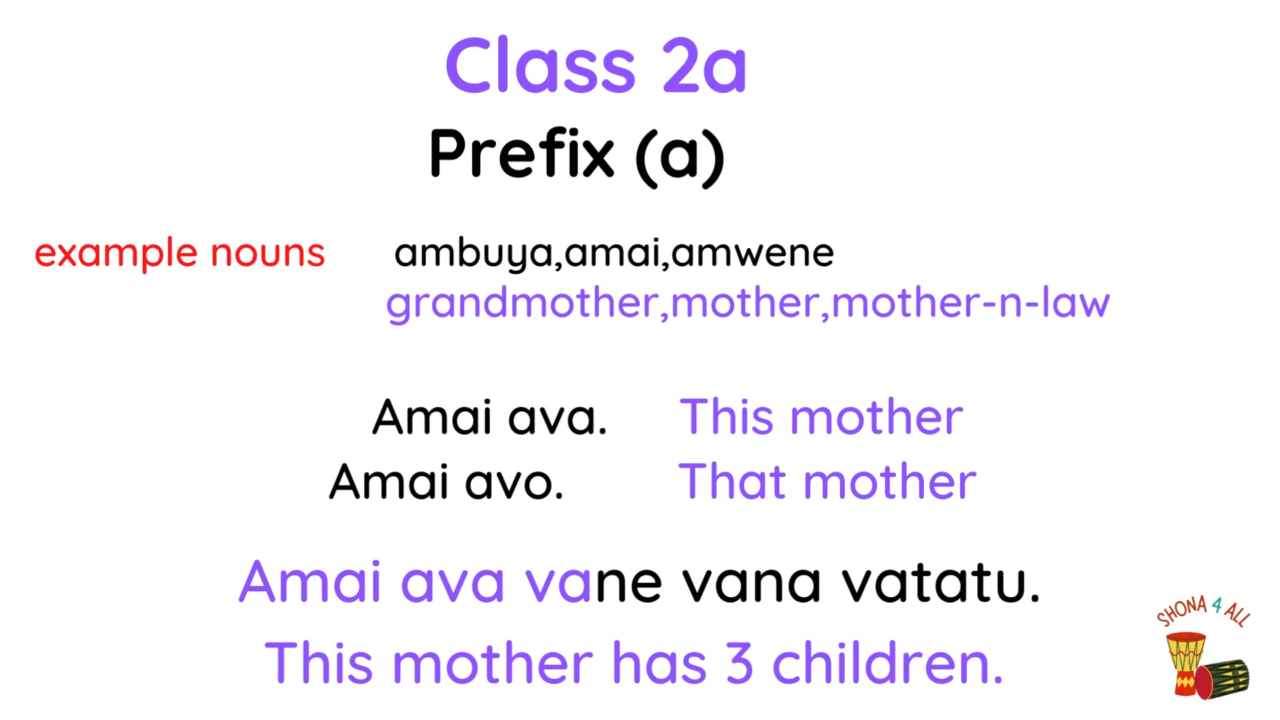 Class 2a
Prefix (a)
example nouns ambuya,amai,amwene
grandmother,mother,mother-n-law
Amai ava. This mother
Amai avo. That mother
Amai ava vane vana vatatu.
This mother has 3 children.
SHONA 4 ALL